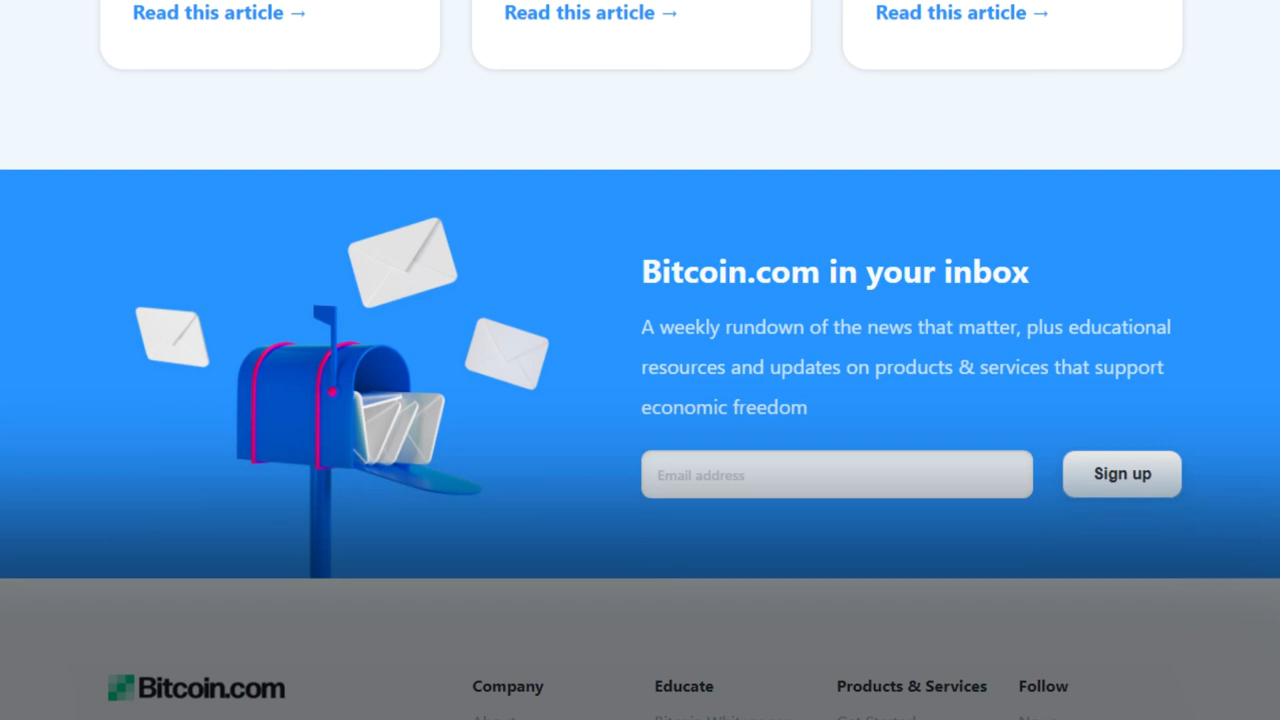 Read this article →
Read this article →
Read this article →
Bitcoin.com in your inbox
A weekly rundown of the news that matter, plus educational
resources and updates on products & services that support
economic freedom
Email address
Sign up
Bitcoin.com
Company
Educate
Products & Services
Follow